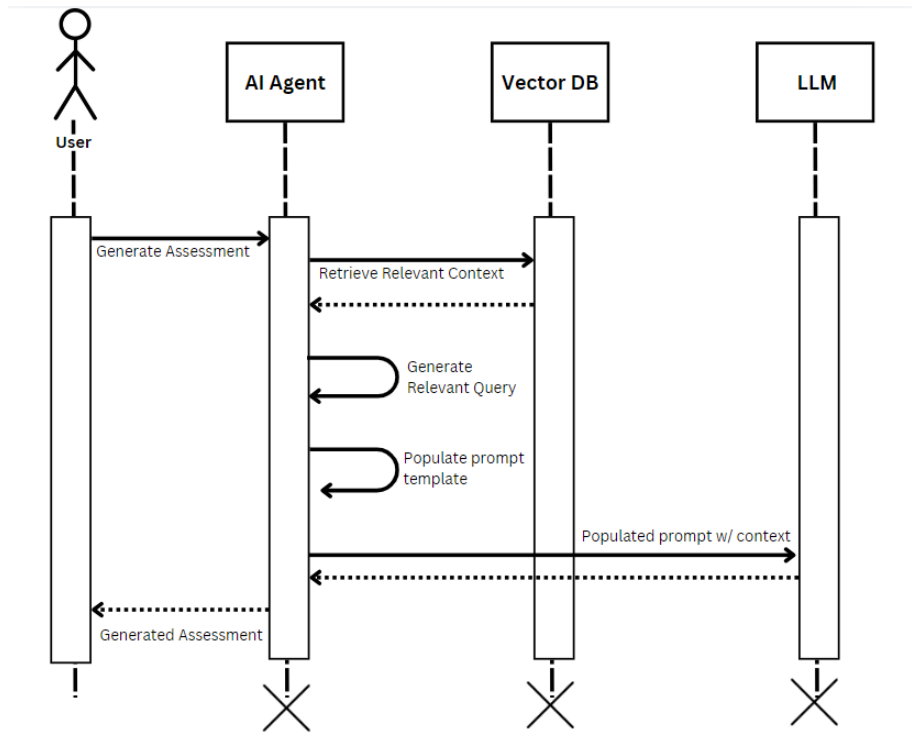 AI Agent
Vector DB
LLM
User
Generate Assessment
Retrieve Relevant Context
Generate
Relevant Query
Populate prompt
template
Populated prompt w/ context
Generated Assessment